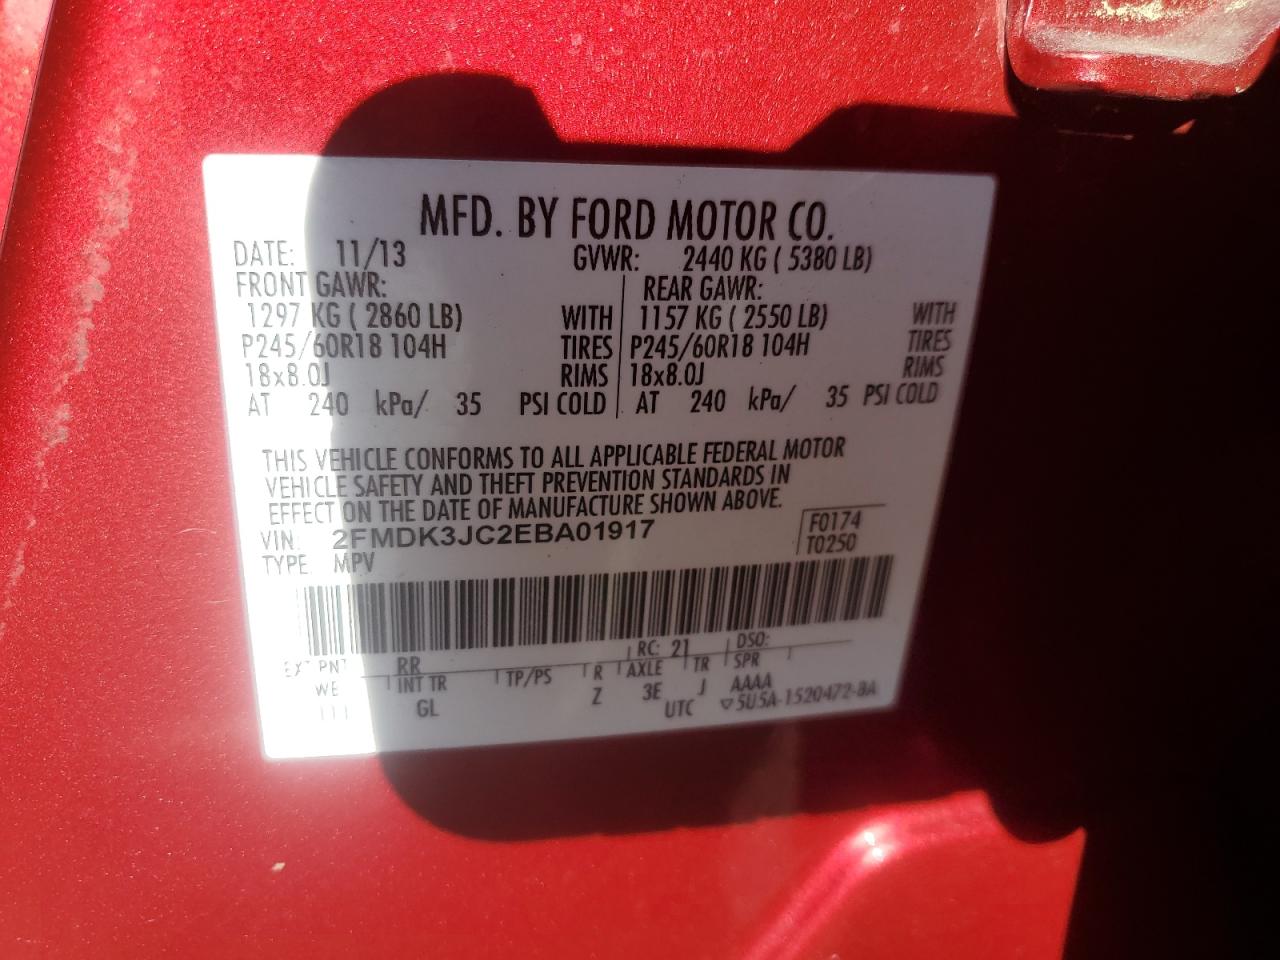 MFD. BY FORD MOTOR CO.
DATE: 11/13 GVWR: 2440 KG ( 5380 LB)
FRONT GAWR: REAR GAWR:
1297 KG ( 2860 LB) WITH 1157 KG ( 2550 LB) WITH
P245/60R18 104H TIRES P245/60R18 104H TIRES
18x8.0J RIMS 18x8.0J RIMS
AT 240 kPa/ 35 PSI COLD AT 240 kPa/ 35 PSI COLD
THIS VEHICLE CONFORMS TO ALL APPLICABLE FEDERAL MOTOR
VEHICLE SAFETY AND THEFT PREVENTION STANDARDS IN
EFFECT ON THE DATE OF MANUFACTURE SHOWN ABOVE.
VIN: 2FMDK3JC2EBA01917 F0174
TYPE: MPV T0250
EXT PNT RR RC: 21 DSO:
WE INT TR TP/PS R AXLE TR SPR
GL Z 3E J AAAA
UTC ▽5U5A-1520472-BA